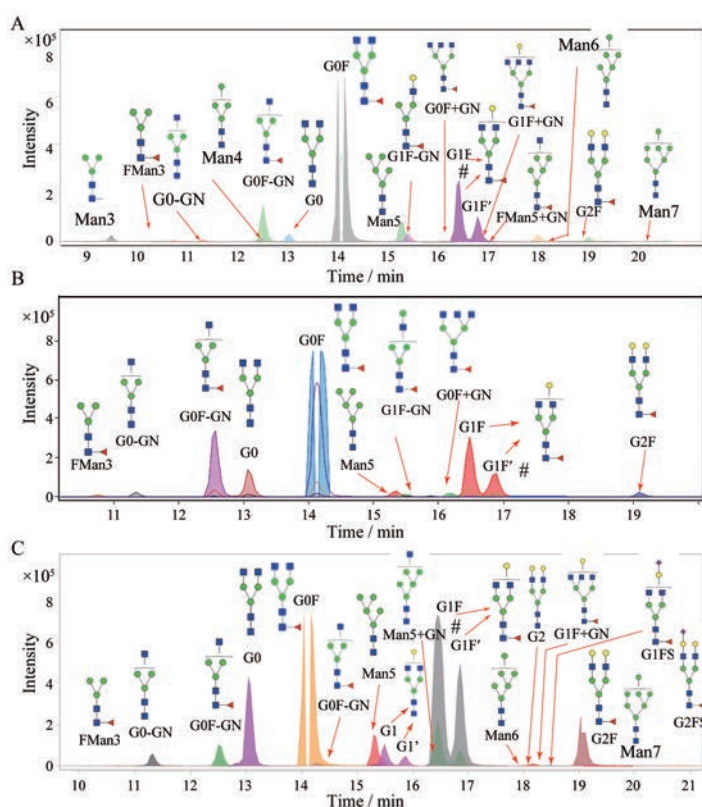 A
×10⁵
8
6
4
2
0
Intensity
Man3
FMan3
G0-GN
Man4
G0F-GN
G0
G0F
Man5
G1F-GN
G0F+GN
G1F
#
G1F'
G1F+GN
FMan5+GN
Man6
G2F
Man7
9 10 11 12 13 14 15 16 17 18 19 20
Time / min
B
×10⁵
8
6
4
2
0
Intensity
FMan3
G0-GN
G0F-GN
G0
G0F
Man5
G1F-GN
G0F+GN
G1F
G1F'
#
G2F
11 12 13 14 15 16 17 18 19
Time / min
C
×10⁵
8
6
4
2
0
Intensity
FMan3
G0-GN
G0F-GN
G0
G0F
G0F-GN
Man5
G1
G1'
Man5+GN
G1F
#
G1F'
Man6
G2
G1F+GN
G2F
G1FS
Man7
G2FS
10 11 12 13 14 15 16 17 18 19 20 21
Time / min